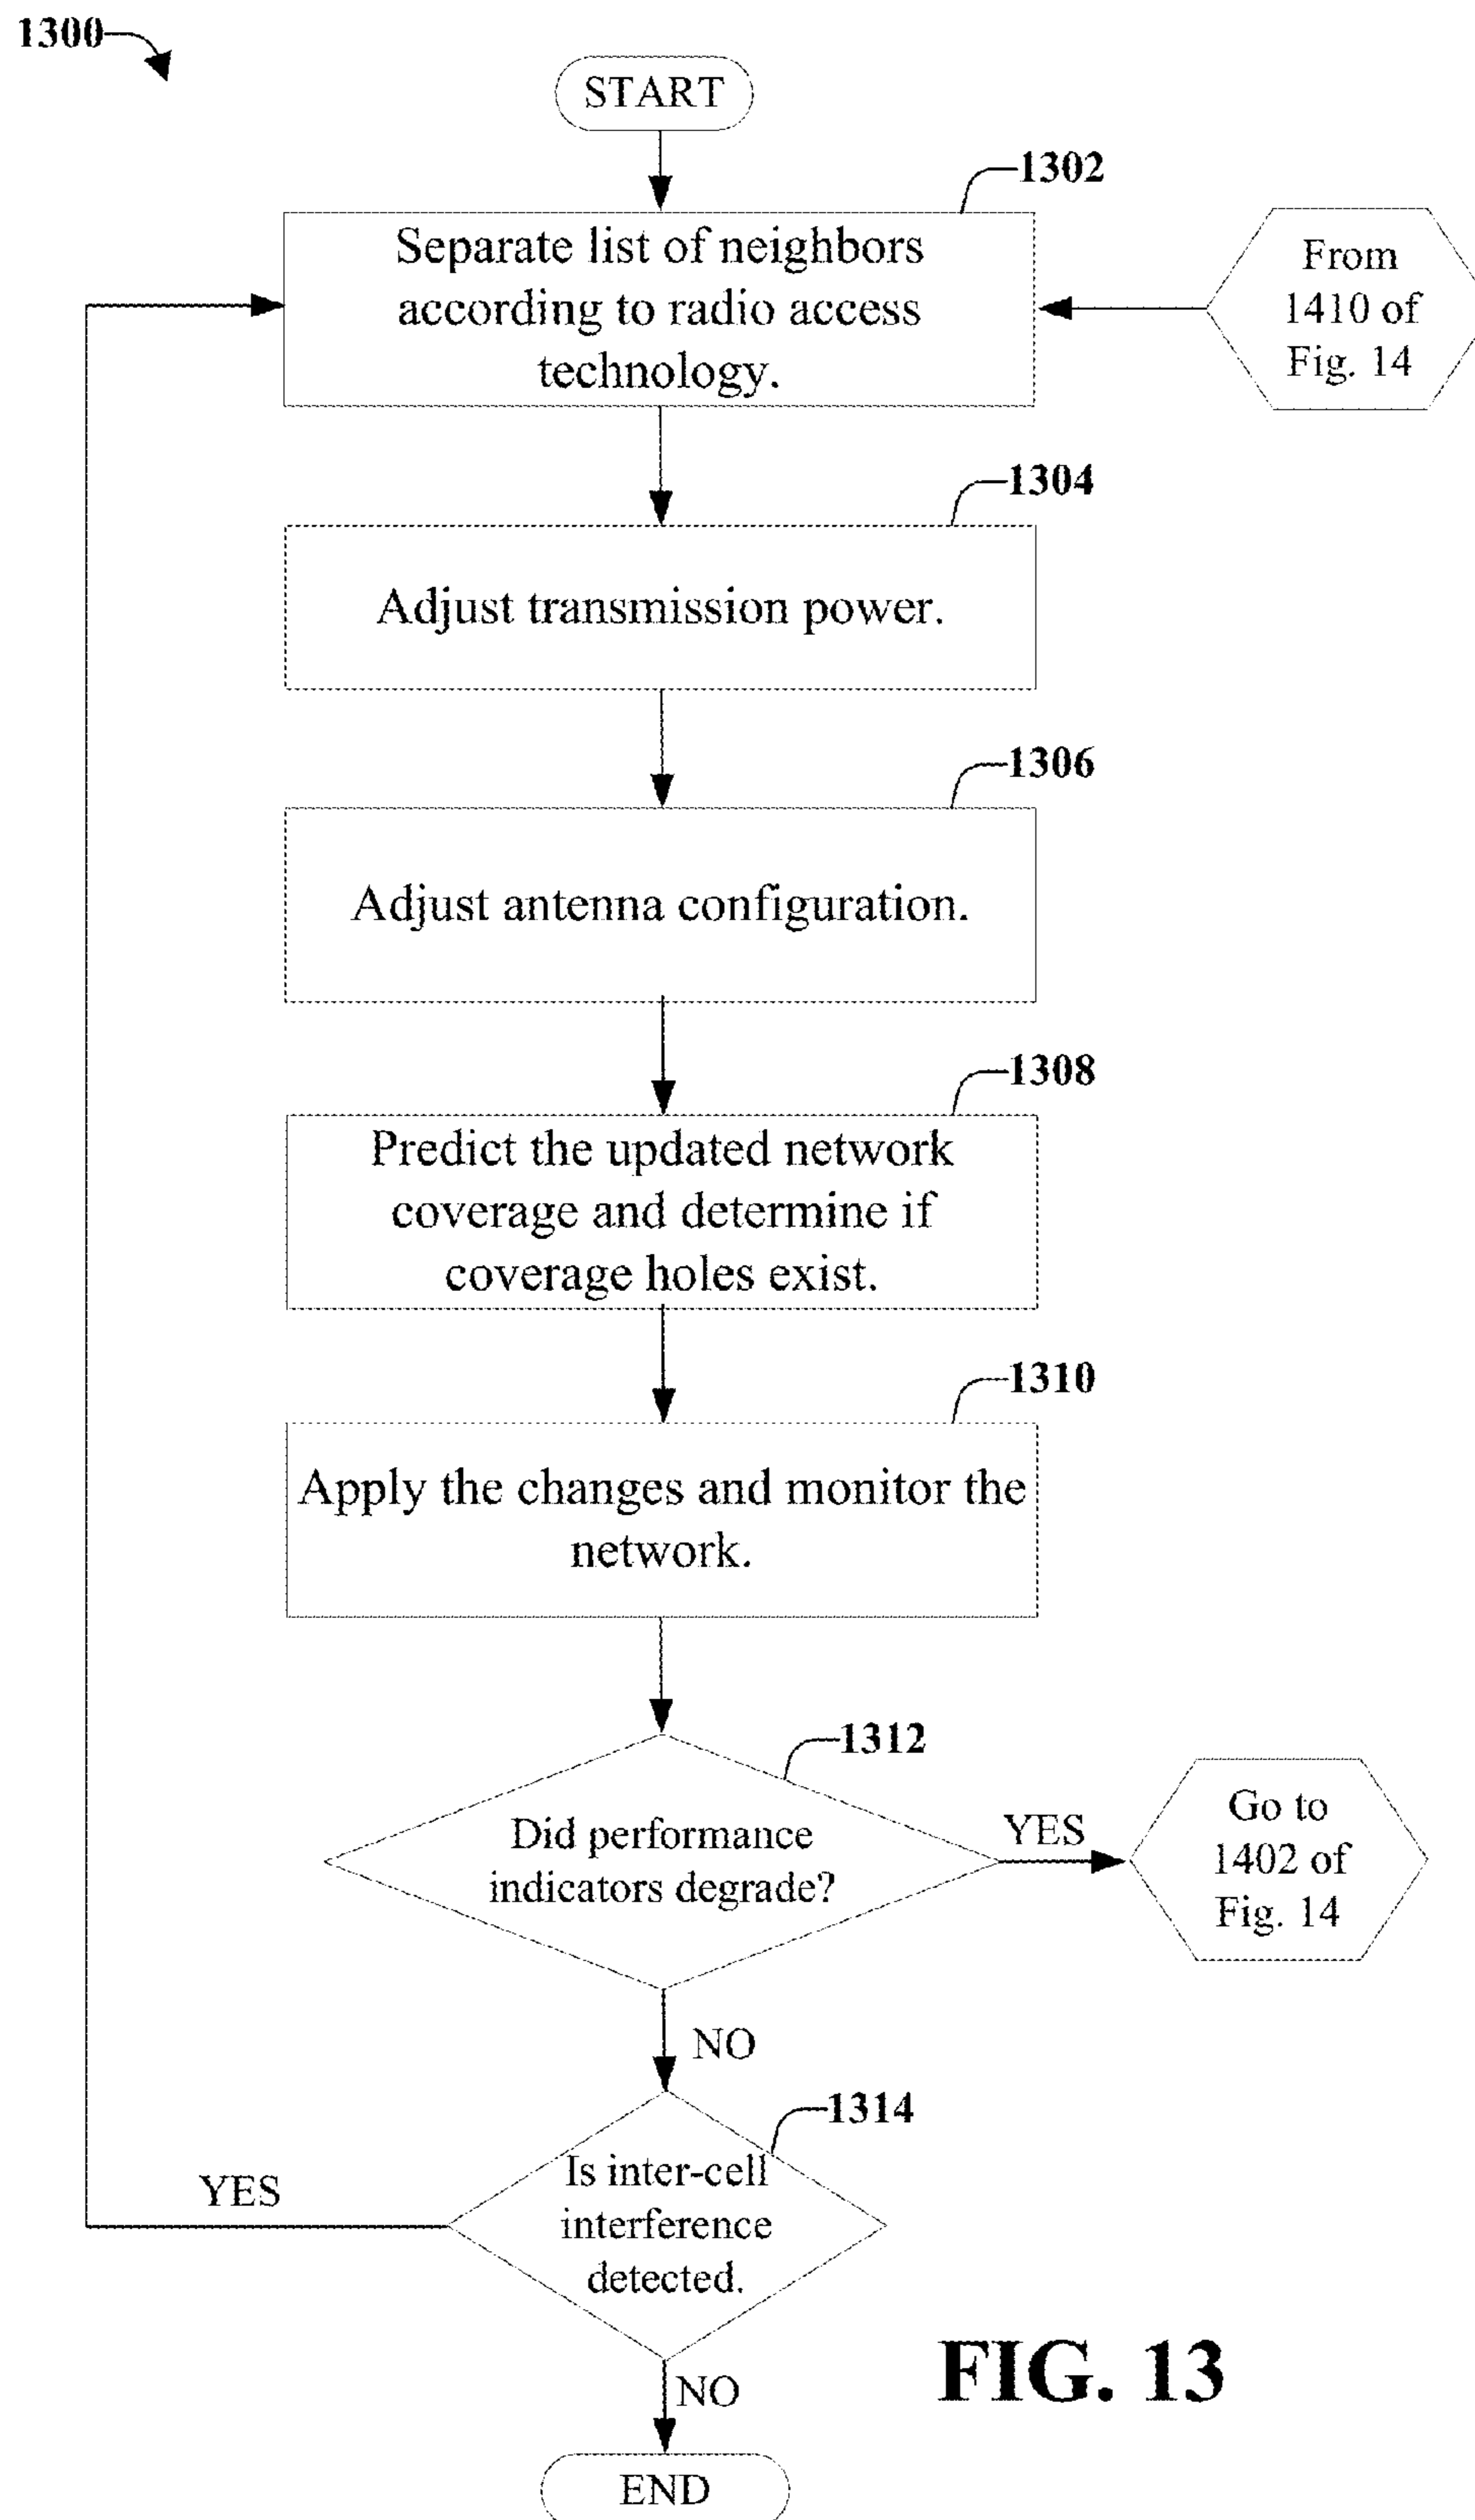 1300
START
1302
Separate list of neighbors
according to radio access
technology.
From
1410 of
Fig. 14
1304
Adjust transmission power.
1306
Adjust antenna configuration.
1308
Predict the updated network
coverage and determine if
coverage holes exist.
1310
Apply the changes and monitor the
network.
1312
Did performance
indicators degrade?
YES
Go to
1402 of
Fig. 14
NO
1314
Is inter-cell
interference
detected.
YES
NO
FIG. 13
END